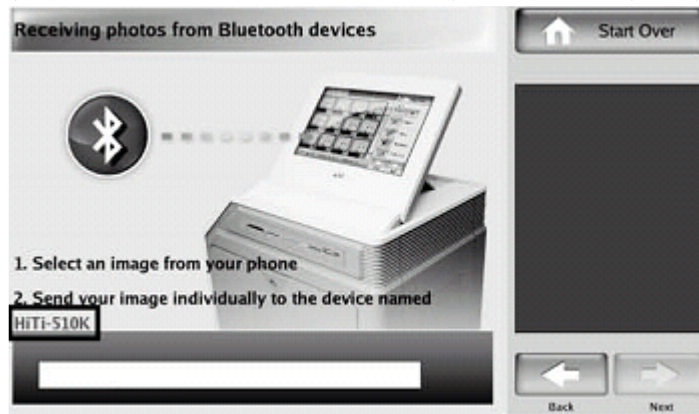 Receiving photos from Bluetooth devices
Start Over
1. Select an image from your phone
2. Send your image individually to the device named
HiTi-510K
Back
Next